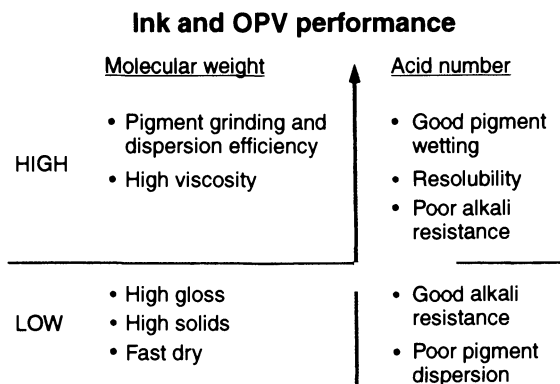 Ink and OPV performance
Molecular weight
Acid number
HIGH
• Pigment grinding and
dispersion efficiency
• High viscosity
• Good pigment
wetting
• Resolubility
• Poor alkali
resistance
LOW
• High gloss
• High solids
• Fast dry
• Good alkali
resistance
• Poor pigment
dispersion